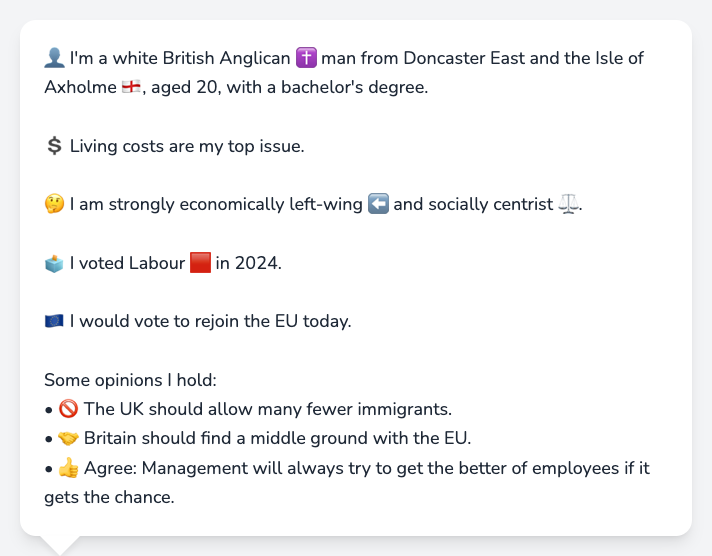 👤 I'm a white British Anglican ✝️ man from Doncaster East and the Isle of
Axholme 🏴󠁧󠁢󠁥󠁮󠁧󠁿, aged 20, with a bachelor's degree.
💲 Living costs are my top issue.
🤔 I am strongly economically left-wing ⬅️ and socially centrist ⚖️.
🗳️ I voted Labour 🟥 in 2024.
🇪🇺 I would vote to rejoin the EU today.
Some opinions I hold:
• 🚫 The UK should allow many fewer immigrants.
• 🤝 Britain should find a middle ground with the EU.
• 👍 Agree: Management will always try to get the better of employees if it
gets the chance.